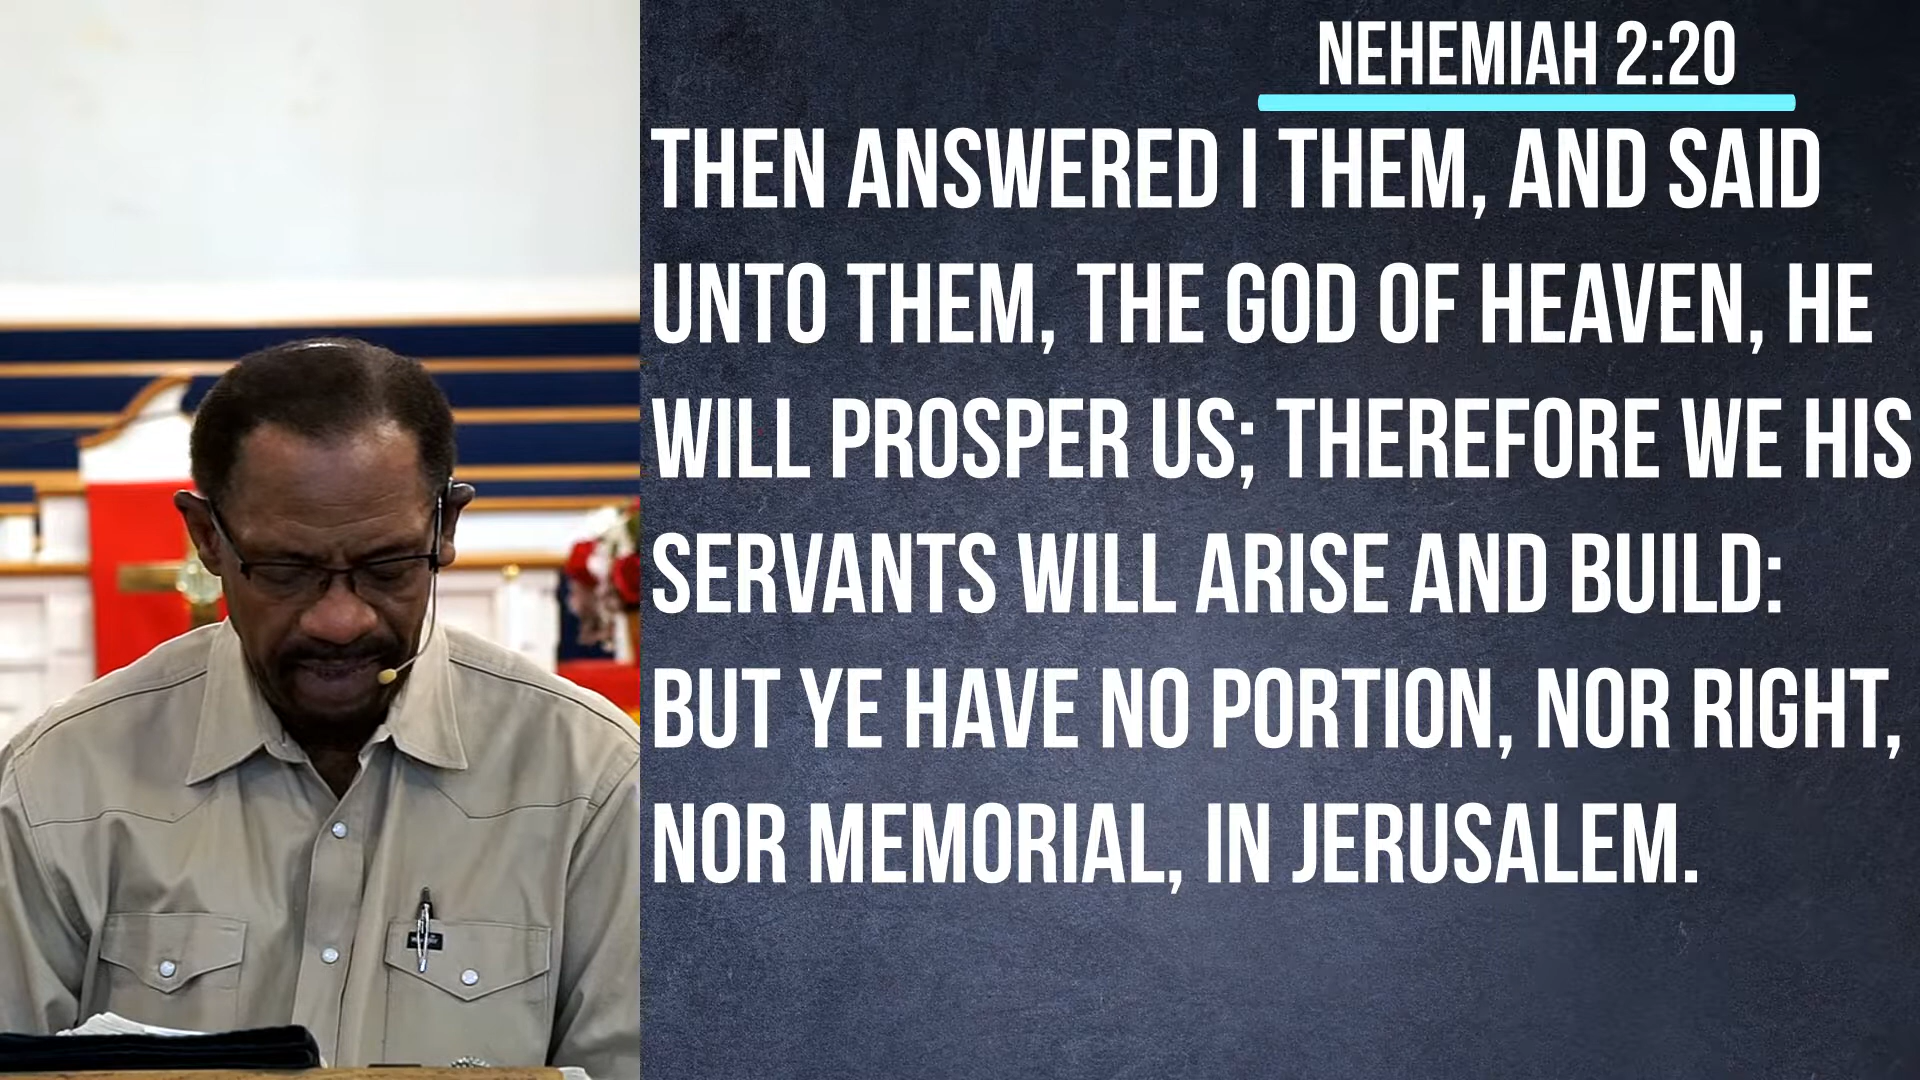 NEHEMIAH 2:20
THEN ANSWERED I THEM, AND SAID
UNTO THEM, THE GOD OF HEAVEN, HE
WILL PROSPER US; THEREFORE WE HIS
SERVANTS WILL ARISE AND BUILD:
BUT YE HAVE NO PORTION, NOR RIGHT,
NOR MEMORIAL, IN JERUSALEM.